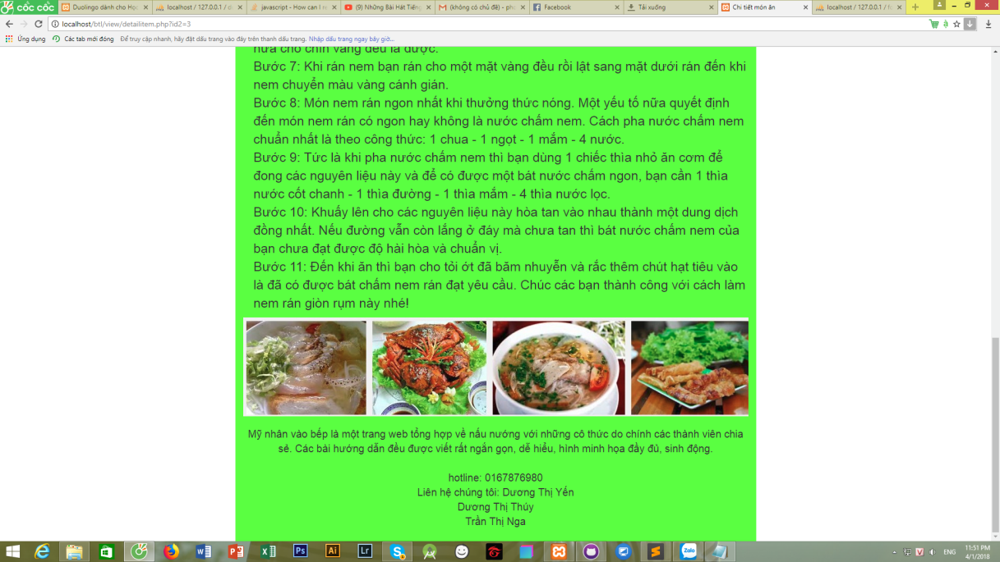 cốc cốc
Duolingo dành cho Học
localhost / 127.0.0.1 / d
javascript - How can I m
(9) Những Bài Hát Tiếng
(không có chủ đề) - ph
Facebook
Tải xuống
Chi tiết món ăn
localhost / 127.0.0.1 / h
localhost/btl/view/detailitem.php?id2=3
Ứng dụng
Các tab mới đóng
Để truy cập nhanh, hãy đặt dấu trang vào đây trên thanh dấu trang. Nhập dấu trang ngay bây giờ...
nữa cho chín vàng đều là được.
Bước 7: Khi rán nem bạn rán cho một mặt vàng đều rồi lật sang mặt dưới rán đến khi
nem chuyển màu vàng cánh gián.
Bước 8: Món nem rán ngon nhất khi thưởng thức nóng. Một yếu tố nữa quyết định
đến món nem rán có ngon hay không là nước chấm nem. Cách pha nước chấm nem
chuẩn nhất là theo công thức: 1 chua - 1 ngọt - 1 mắm - 4 nước.
Bước 9: Tức là khi pha nước chấm nem thì bạn dùng 1 chiếc thìa nhỏ ăn cơm để
đong các nguyên liệu này và để có được một bát nước chấm ngon, bạn cần 1 thìa
nước cốt chanh - 1 thìa đường - 1 thìa mắm - 4 thìa nước lọc.
Bước 10: Khuấy lên cho các nguyên liệu này hòa tan vào nhau thành một dung dịch
đồng nhất. Nếu đường vẫn còn lắng ở đáy mà chưa tan thì bát nước chấm nem của
bạn chưa đạt được độ hài hòa và chuẩn vị.
Bước 11: Đến khi ăn thì bạn cho tỏi ớt đã băm nhuyễn và rắc thêm chút hạt tiêu vào
là đã có được bát chấm nem rán đạt yêu cầu. Chúc các bạn thành công với cách làm
nem rán giòn rụm này nhé!
Mỹ nhân vào bếp là một trang web tổng hợp về nấu nướng với những cô thức do chính các thành viên chia
sẻ. Các bài hướng dẫn đều được viết rất ngắn gọn, dễ hiểu, hình minh họa đầy đủ, sinh động.
hotline: 0167876980
Liên hệ chúng tôi: Dương Thị Yến
Dương Thị Thúy
Trần Thị Nga
Ps
Ai
Lr
Zalo
V
ENG
11:51 PM
4/1/2018